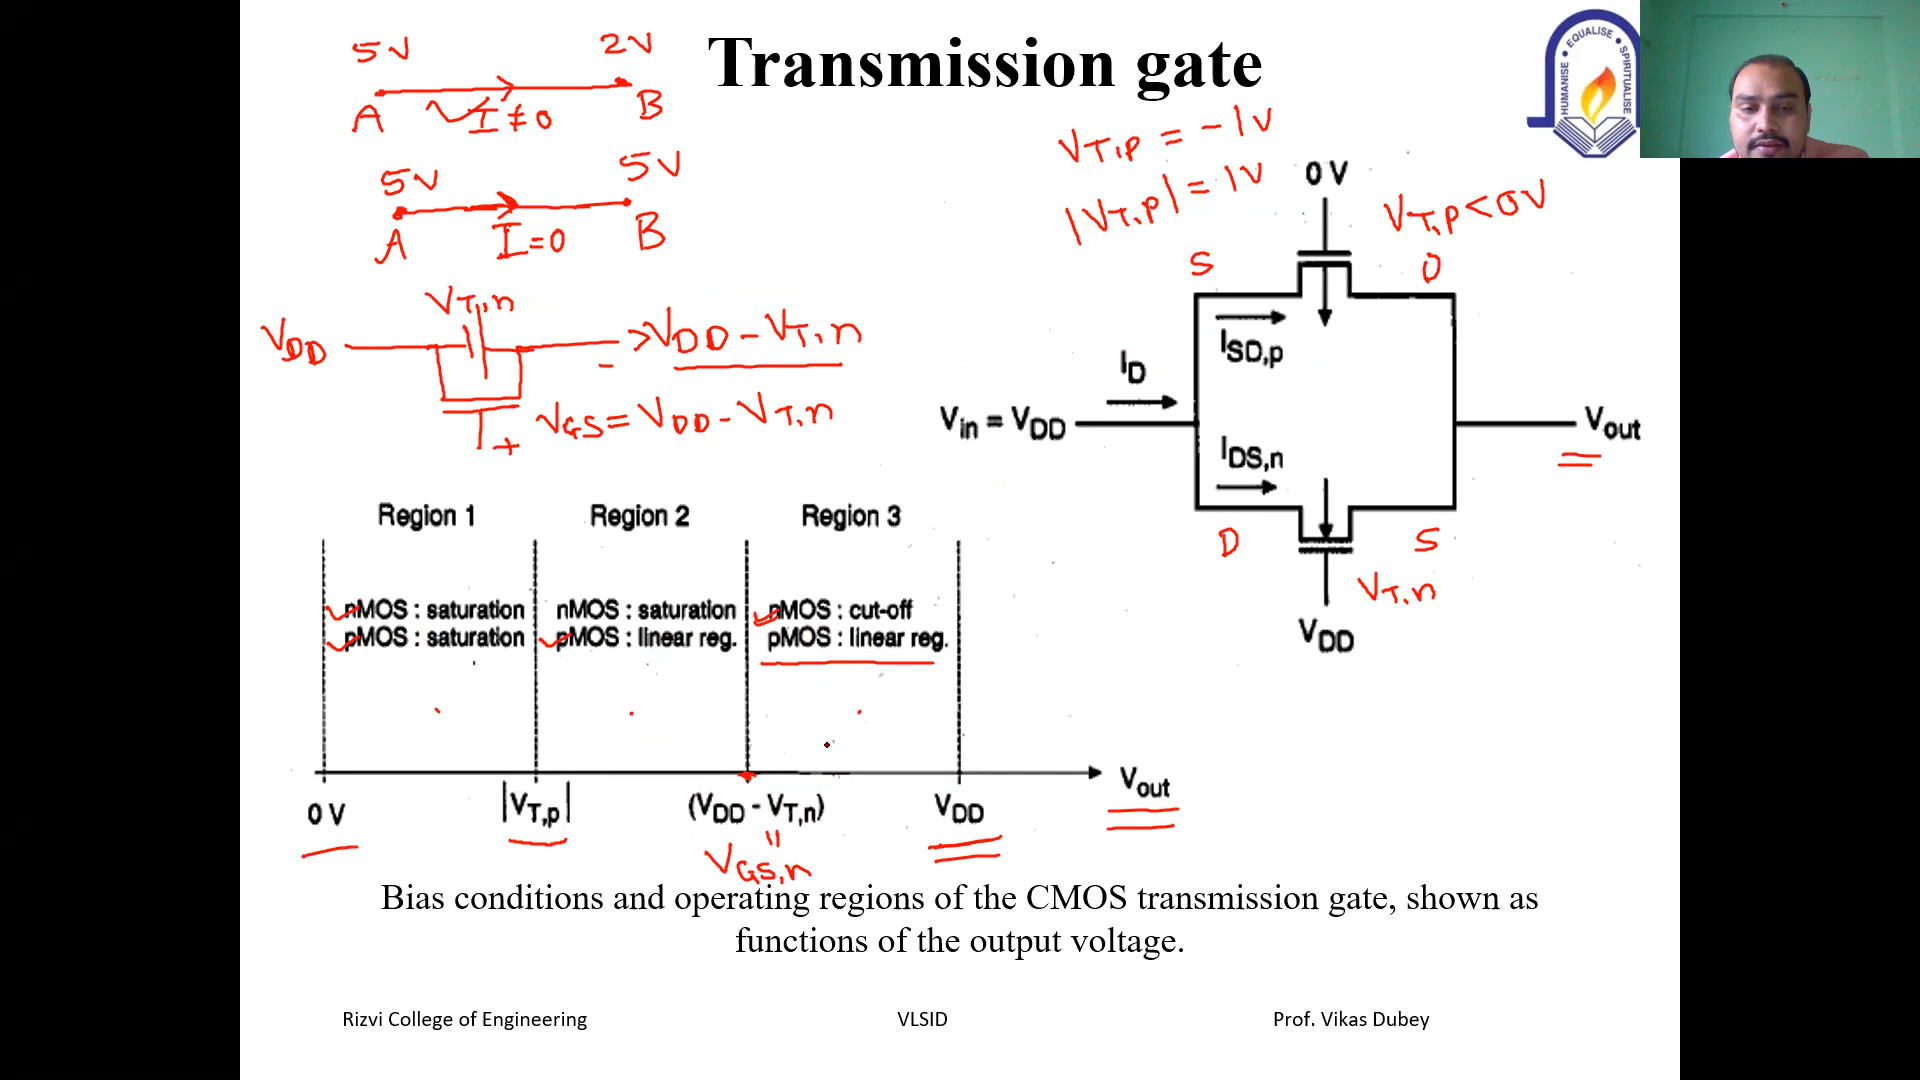 Transmission gate
5V 2V
A I ≠ 0 B
5V 5V
A I=0 B
VT,n
VDD VDD - VT,n
VGS = VDD - VT,n
+
HUMANISE • EQUALISE • SPIRITUALISE
VT,p = -1V
|VT,p| = 1V
0 V
VT,p < 0V
S D
ISD,p
ID
Vin = VDD
Vout
IDS,n
D S
VT,n
VDD
Region 1 Region 2 Region 3
nMOS : saturation nMOS : saturation nMOS : cut-off
pMOS : saturation pMOS : linear reg. pMOS : linear reg.
Vout
0 V |VT,p| (VDD - VT,n) VDD
VGS,n
Bias conditions and operating regions of the CMOS transmission gate, shown as
functions of the output voltage.
Rizvi College of Engineering VLSID Prof. Vikas Dubey